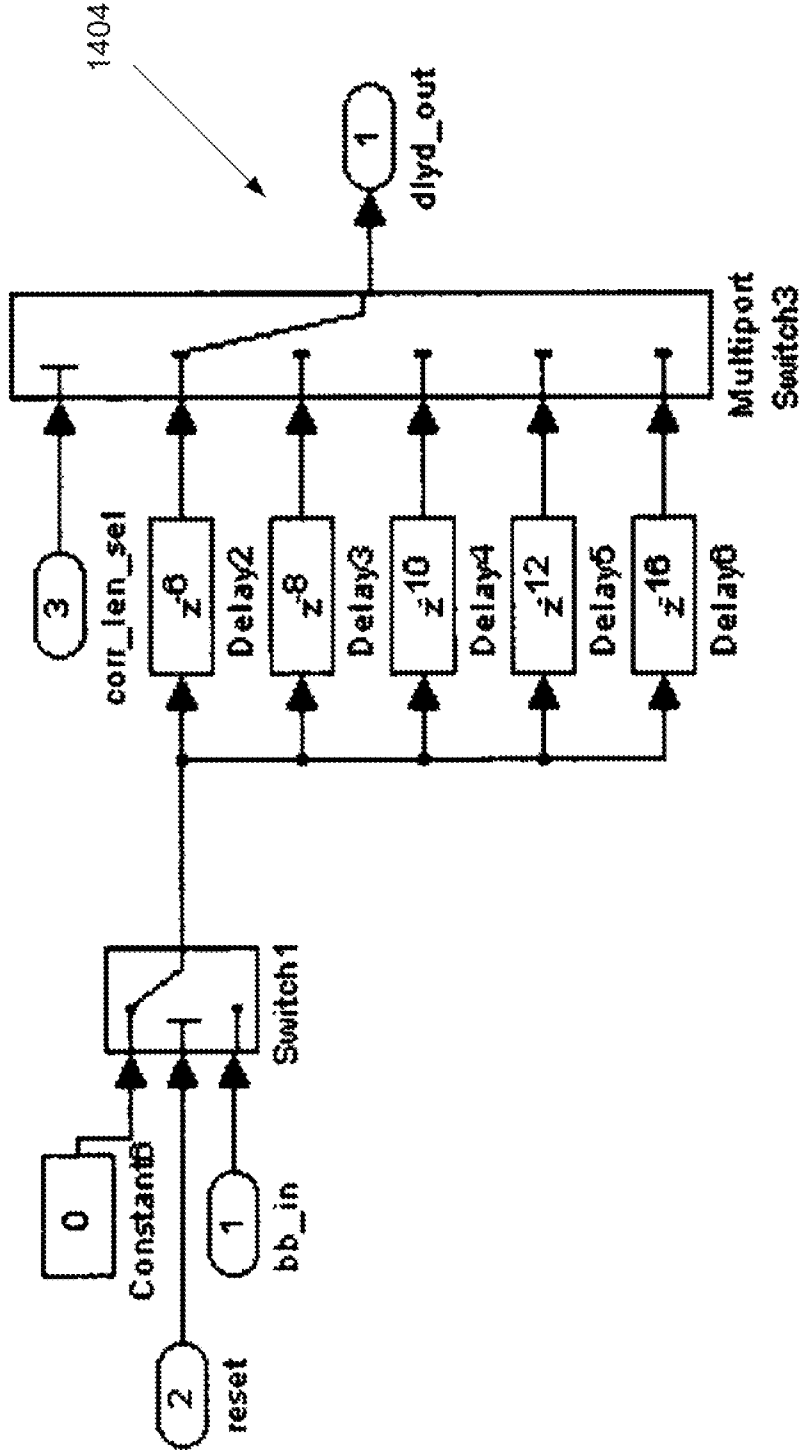 1404
1
dlyd_out
Multiport
Switch3
3
corr_len_sel
z-6
Delay2
z-8
Delay3
z-10
Delay4
z-12
Delay5
z-16
Delay6
Switch1
0
2
reset
1
bb_in